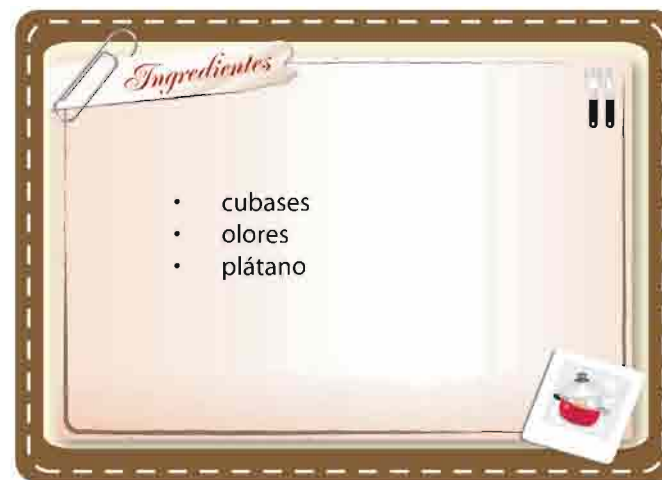 Ingredientes
• cubases
• olores
• plátano